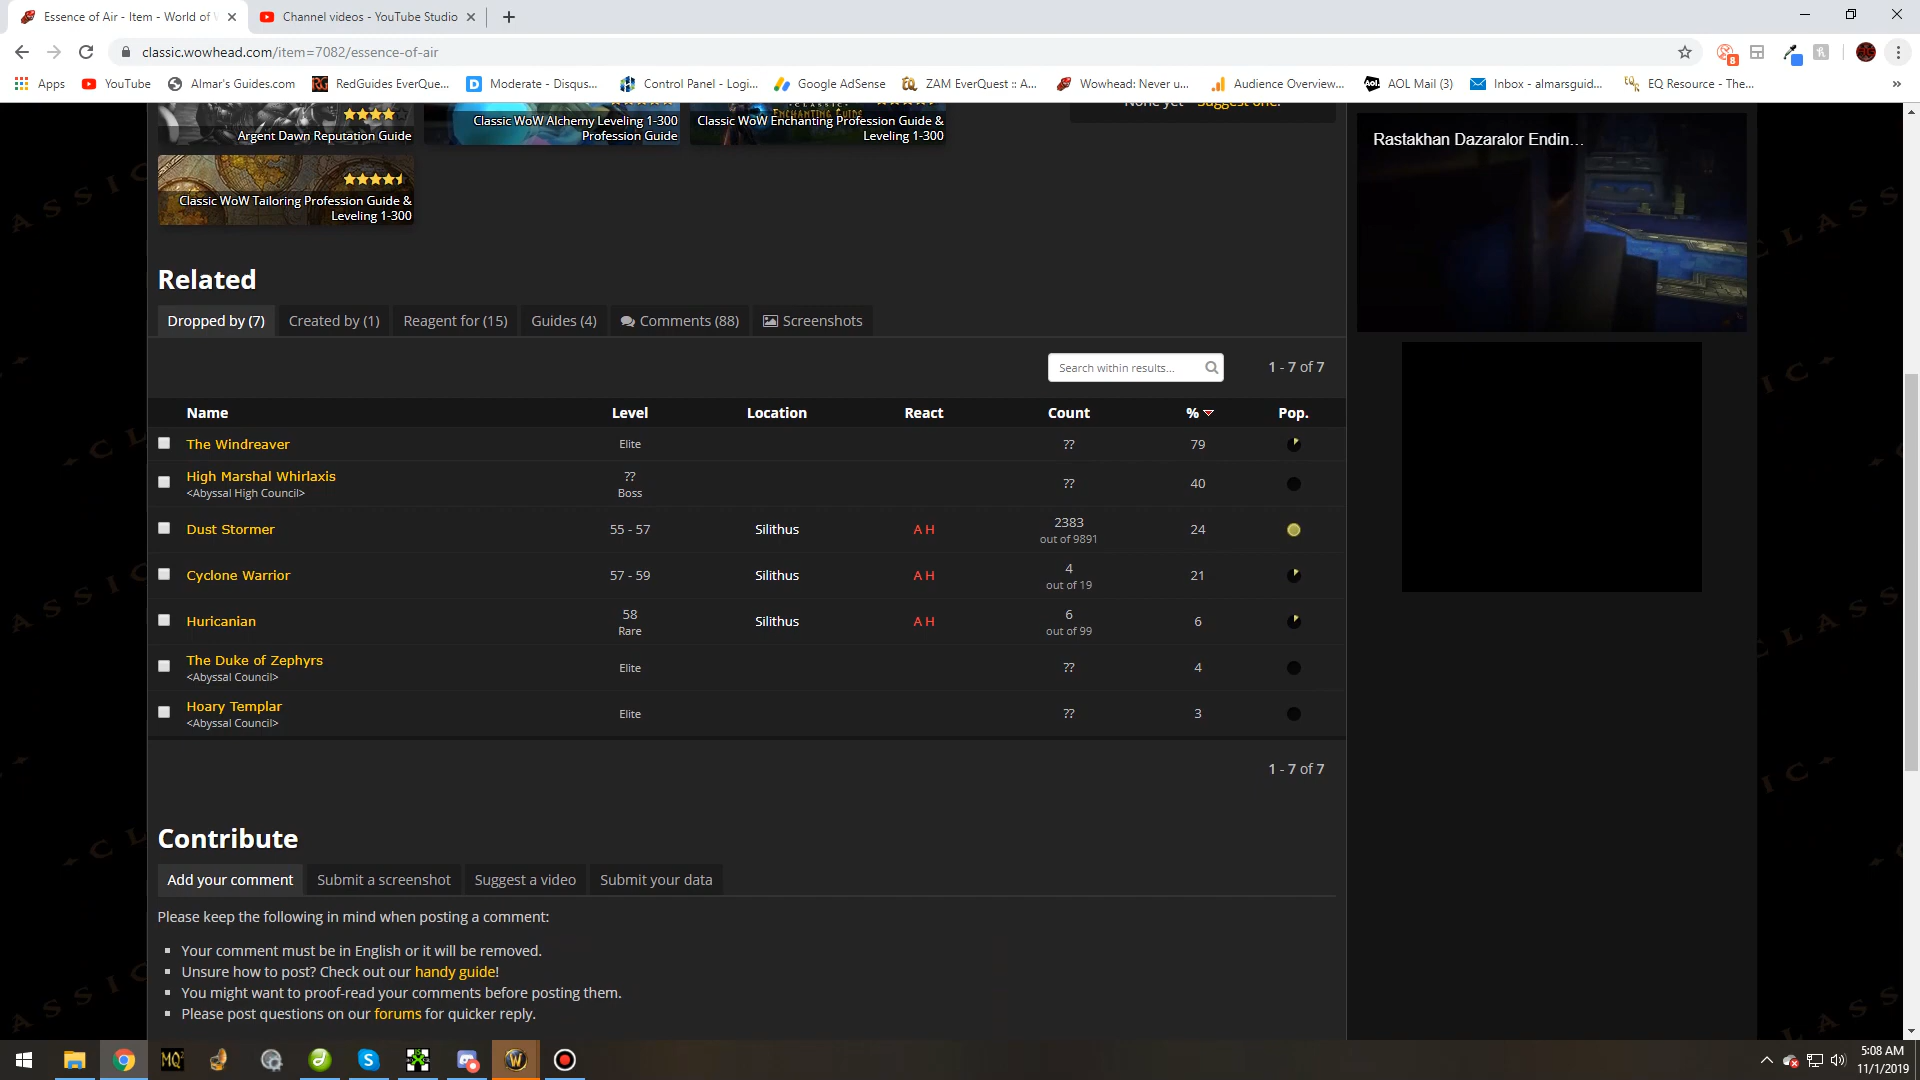 Essence of Air - Item - World of W
Channel videos - YouTube Studio
classic.wowhead.com/item=7082/essence-of-air
8
Apps
YouTube
Almar's Guides.com
RedGuides EverQue...
Moderate - Disqus...
Control Panel - Logi...
Google AdSense
ZAM EverQuest :: A...
Wowhead: Never u...
Audience Overview...
AOL Mail (3)
Inbox - almarsguid...
EQ Resource - The...
None yet - Suggest one!
Argent Dawn Reputation Guide
Classic WoW Alchemy Leveling 1-300
Profession Guide
Classic WoW Enchanting Profession Guide &
Leveling 1-300
Classic WoW Tailoring Profession Guide &
Leveling 1-300
Rastakhan Dazaralor Endin...
Related
Dropped by (7) Created by (1) Reagent for (15) Guides (4) Comments (88) Screenshots
Search within results... 1 - 7 of 7
Name Level Location React Count % Pop.
The Windreaver Elite ?? 79
High Marshal Whirlaxis
<Abyssal High Council>
??
Boss
?? 40
Dust Stormer 55 - 57 Silithus A H 2383
out of 9891
24
Cyclone Warrior 57 - 59 Silithus A H 4
out of 19
21
Huricanian 58
Rare
Silithus A H 6
out of 99
6
The Duke of Zephyrs
<Abyssal Council>
Elite ?? 4
Hoary Templar
<Abyssal Council>
Elite ?? 3
1 - 7 of 7
Contribute
Add your comment Submit a screenshot Suggest a video Submit your data
Please keep the following in mind when posting a comment:
Your comment must be in English or it will be removed.
Unsure how to post? Check out our handy guide!
You might want to proof-read your comments before posting them.
Please post questions on our forums for quicker reply.
MQ2
5:08 AM
11/1/2019